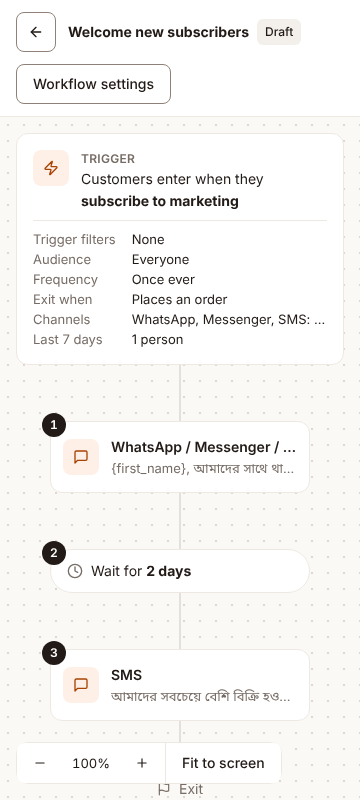 Welcome new subscribers Draft
Workflow settings
TRIGGER
Customers enter when they
subscribe to marketing
Trigger filters None
Audience Everyone
Frequency Once ever
Exit when Places an order
Channels WhatsApp, Messenger, SMS: ...
Last 7 days 1 person
1
WhatsApp / Messenger / ...
{first_name}, আমাদের সাথে থা...
2
Wait for 2 days
3
SMS
আমাদের সবচেয়ে বেশি বিক্রি হও...
− 100% + Fit to screen
Exit